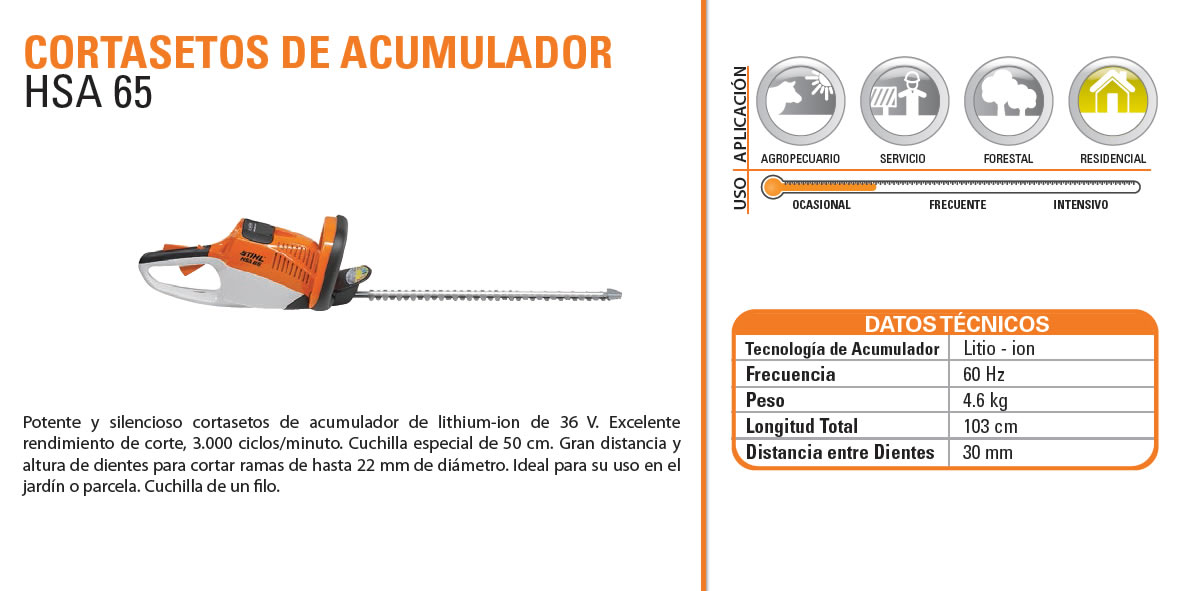 CORTASETOS DE ACUMULADOR
HSA 65
STIHL
HSA 65
Potente y silencioso cortasetos de acumulador de lithium-ion de 36 V. Excelente
rendimiento de corte, 3.000 ciclos/minuto. Cuchilla especial de 50 cm. Gran distancia y
altura de dientes para cortar ramas de hasta 22 mm de diámetro. Ideal para su uso en el
jardín o parcela. Cuchilla de un filo.
APLICACIÓN
AGROPECUARIO SERVICIO FORESTAL RESIDENCIAL
USO
OCASIONAL FRECUENTE INTENSIVO
DATOS TÉCNICOS
Tecnología de Acumulador Litio - ion
Frecuencia 60 Hz
Peso 4.6 kg
Longitud Total 103 cm
Distancia entre Dientes 30 mm